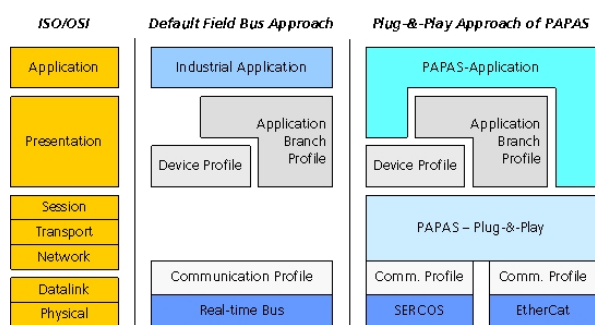 ISO/OSI
Default Field Bus Approach
Plug-&-Play Approach of PAPAS
Application
Industrial Application
PAPAS-Application
Presentation
Application
Branch
Profile
Device Profile
Application
Branch
Profile
Device Profile
Session
Transport
Network
PAPAS – Plug-&-Play
Datalink
Physical
Communication Profile
Real-time Bus
Comm. Profile
SERCOS
Comm. Profile
EtherCat